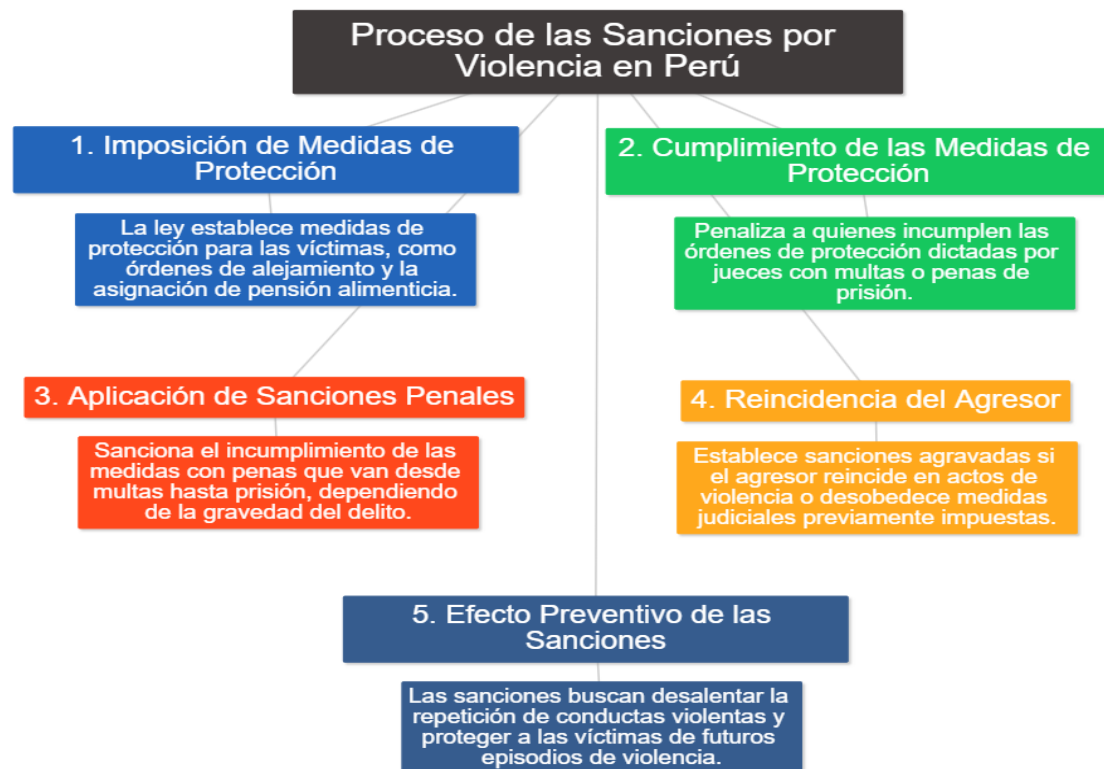 Proceso de las Sanciones por
Violencia en Perú
1. Imposición de Medidas de
Protección
La ley establece medidas de
protección para las víctimas, como
órdenes de alejamiento y la
asignación de pensión alimenticia.
2. Cumplimiento de las Medidas de
Protección
Penaliza a quienes incumplen las
órdenes de protección dictadas por
jueces con multas o penas de
prisión.
3. Aplicación de Sanciones Penales
Sanciona el incumplimiento de las
medidas con penas que van desde
multas hasta prisión, dependiendo
de la gravedad del delito.
4. Reincidencia del Agresor
Establece sanciones agravadas si
el agresor reincide en actos de
violencia o desobedece medidas
judiciales previamente impuestas.
5. Efecto Preventivo de las
Sanciones
Las sanciones buscan desalentar la
repetición de conductas violentas y
proteger a las víctimas de futuros
episodios de violencia.